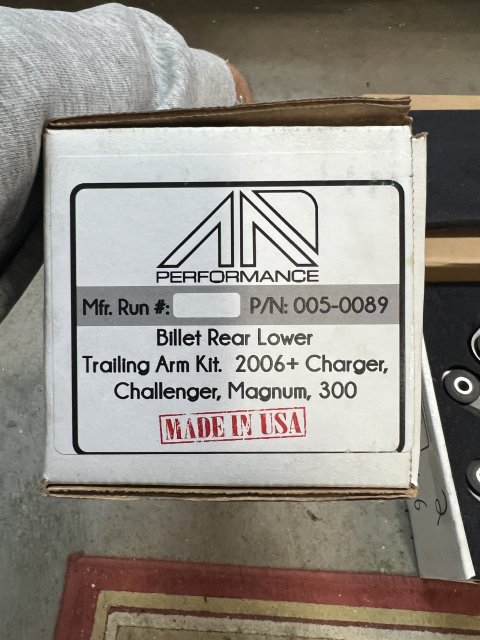 PERFORMANCE
Mfr. Run #: P/N: 005-0089
Billet Rear Lower
Trailing Arm Kit. 2006+ Charger,
Challenger, Magnum, 300
MADE IN USA